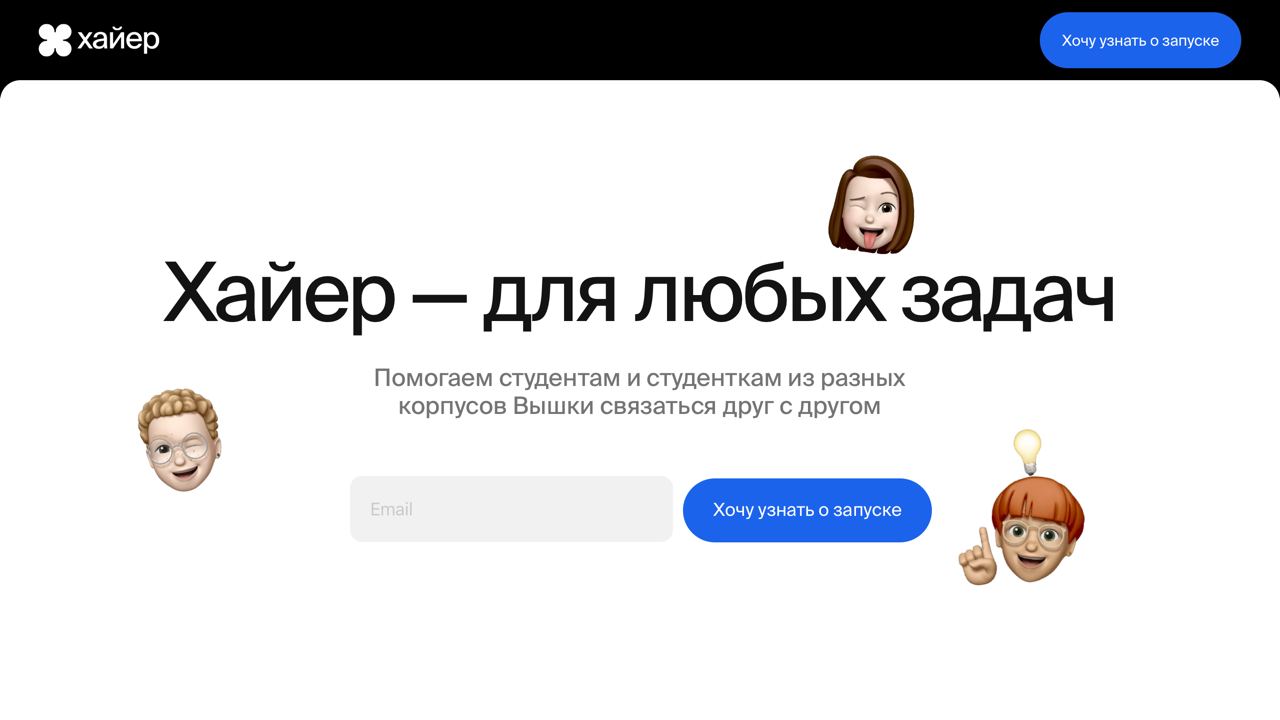 хайер
Хочу узнать о запуске
Хайер — для любых задач
Помогаем студентам и студенткам из разных
корпусов Вышки связаться друг с другом
Email
Хочу узнать о запуске